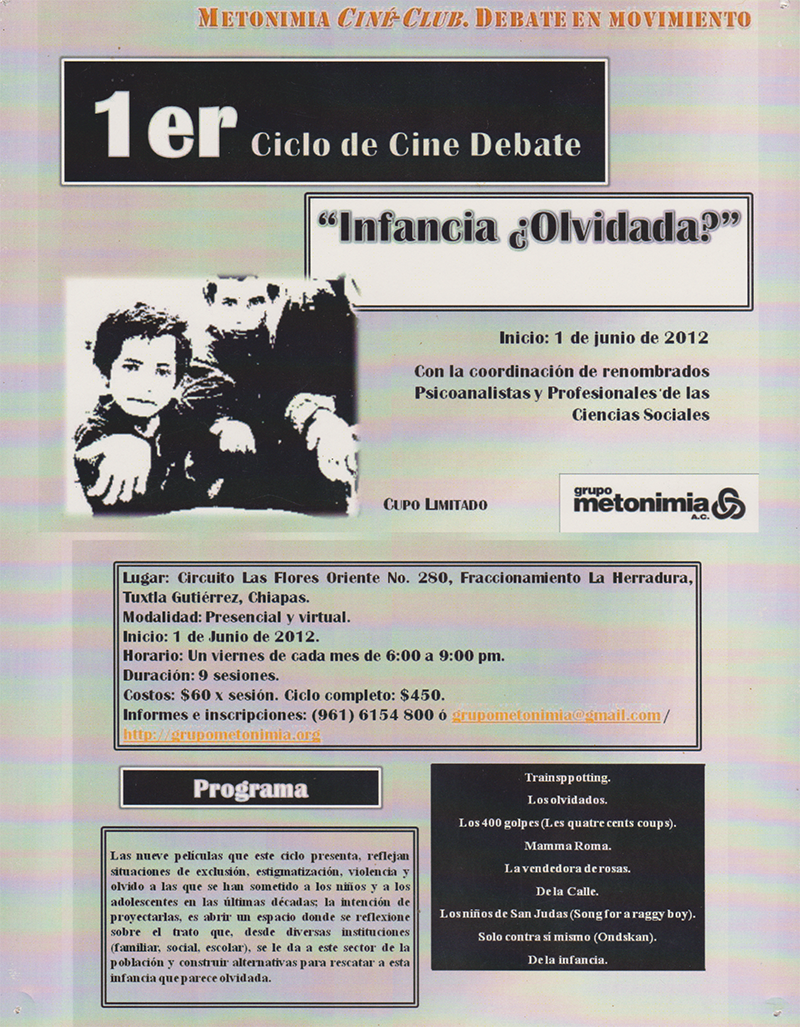 METONIMIA CINÉ-CLUB. DEBATE EN MOVIMIENTO
1er Ciclo de Cine Debate
“Infancia ¿Olvidada?”
Inicio: 1 de junio de 2012
Con la coordinación de renombrados
Psicoanalistas y Profesionales de las
Ciencias Sociales
CUPO LIMITADO
grupo
metonimia
A.C.
Lugar: Circuito Las Flores Oriente No. 280, Fraccionamiento La Herradura,
Tuxtla Gutiérrez, Chiapas.
Modalidad: Presencial y virtual.
Inicio: 1 de Junio de 2012.
Horario: Un viernes de cada mes de 6:00 a 9:00 pm.
Duración: 9 sesiones.
Costos: $60 x sesión. Ciclo completo: $450.
Informes e inscripciones: (961) 6154 800 ó grupometonimia@gmail.com /
http://grupometonimia.org
Programa
Las nueve películas que este ciclo presenta, reflejan
situaciones de exclusión, estigmatización, violencia y
olvido a las que se han sometido a los niños y a los
adolescentes en las últimas décadas; la intención de
proyectarlas, es abrir un espacio donde se reflexione
sobre el trato que, desde diversas instituciones
(familiar, social, escolar), se le da a este sector de la
población y construir alternativas para rescatar a esta
infancia que parece olvidada.
Trainsppotting.
Los olvidados.
Los 400 golpes (Les quatre cents coups).
Mamma Roma.
La vendedora de rosas.
De la Calle.
Los niños de San Judas (Song for a raggy boy).
Solo contra sí mismo (Ondskan).
De la infancia.